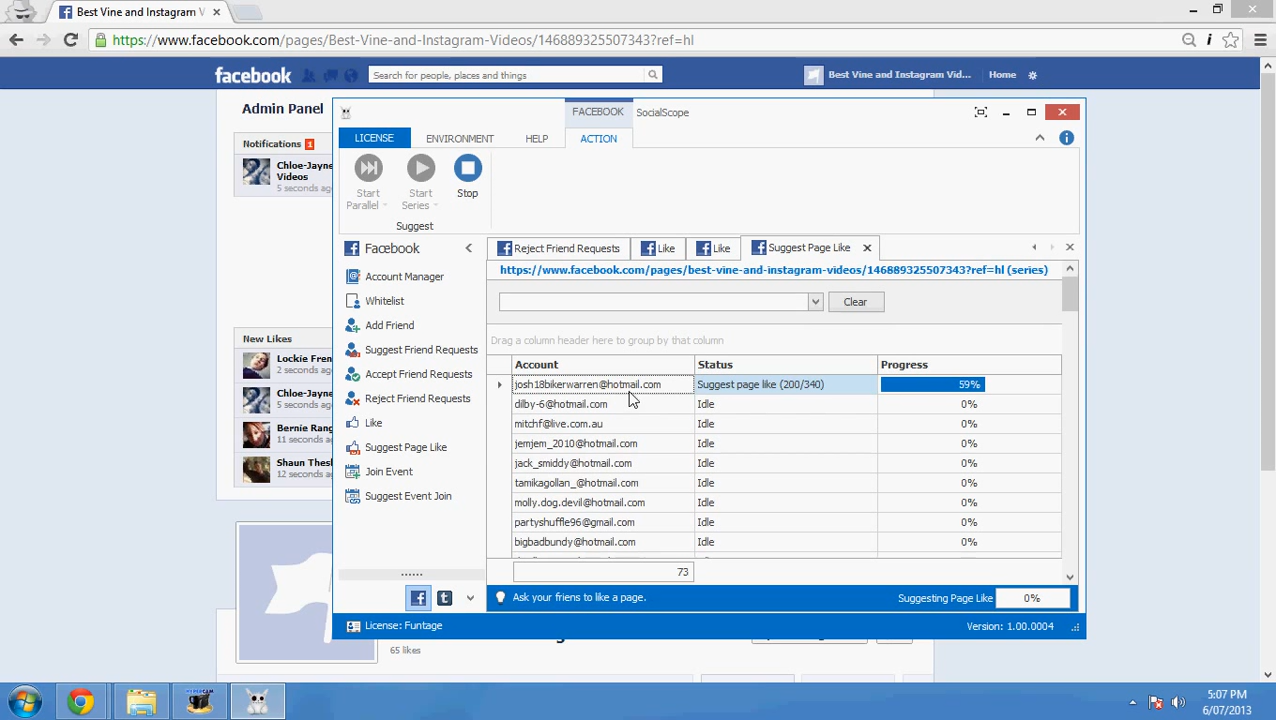 Best Vine and Instagram V
https://www.facebook.com/pages/Best-Vine-and-Instagram-Videos/146889325507343?ref=hl
facebook
Search for people, places and things
Best Vine and Instagram Vid...
Home
Admin Panel
Notifications 1
Chloe-Jayne
Videos
5 seconds ago
New Likes
Lockie Fren
5 seconds ag
Chloe-Jayne
5 seconds ag
Bernie Rang
12 seconds a
Shaun Thesh
12 seconds a
65 likes
FACEBOOK
SocialScope
LICENSE
ENVIRONMENT
HELP
ACTION
Start Parallel
Start Series
Stop
Suggest
Facebook
Account Manager
Whitelist
Add Friend
Suggest Friend Requests
Accept Friend Requests
Reject Friend Requests
Like
Suggest Page Like
Join Event
Suggest Event Join
Reject Friend Requests
Like
Like
Suggest Page Like
https://www.facebook.com/pages/best-vine-and-instagram-videos/146889325507343?ref=hl (series)
Clear
Drag a column header here to group by that column
Account Status Progress
josh18bikerwarren@hotmail.com Suggest page like (200/340) 59%
dilby-6@hotmail.com Idle 0%
mitchf@live.com.au Idle 0%
jemjem_2010@hotmail.com Idle 0%
jack_smiddy@hotmail.com Idle 0%
tamikagollan_@hotmail.com Idle 0%
molly.dog.devil@hotmail.com Idle 0%
partyshuffle96@gmail.com Idle 0%
bigbadbundy@hotmail.com Idle 0%
73
Ask your friens to like a page.
Suggesting Page Like 0%
License: Funtage
Version: 1.00.0004
5:07 PM
6/07/2013